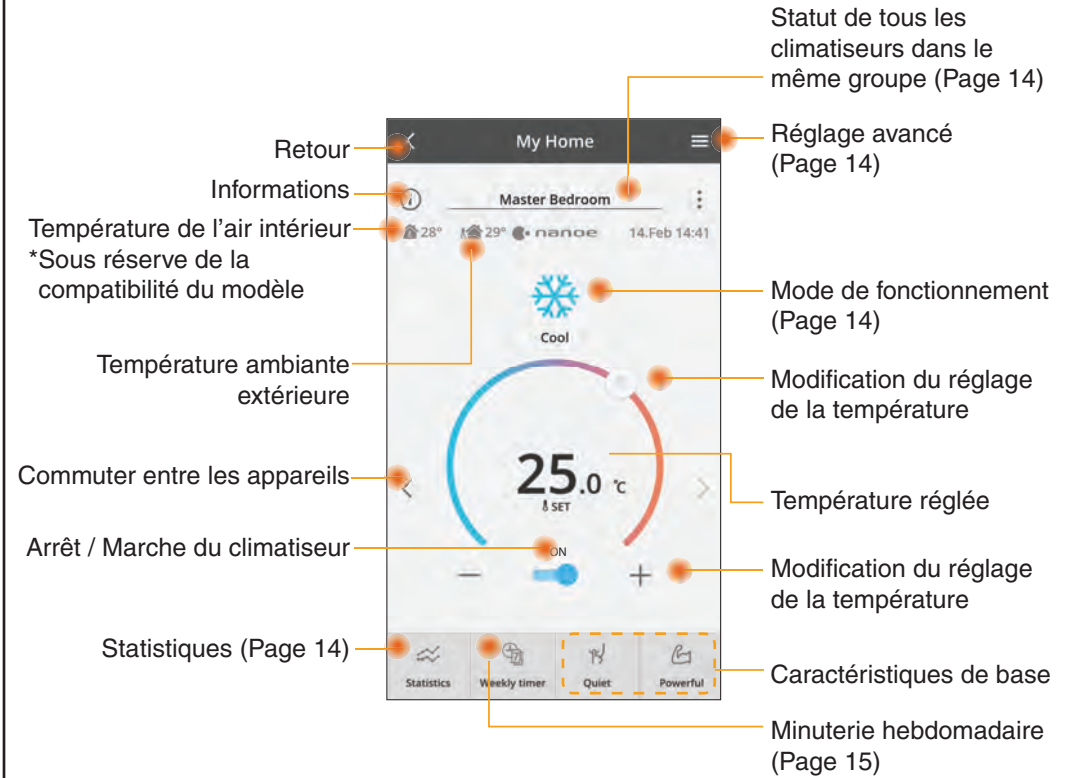 Statut de tous les
climatiseurs dans le
même groupe (Page 14)
Retour
My Home
Réglage avancé
(Page 14)
Informations
Master Bedroom
Température de l'air intérieur
*Sous réserve de la
compatibilité du modèle
28°
29°
nanoe
14.Feb 14:41
Mode de fonctionnement
(Page 14)
Cool
Température ambiante
extérieure
Modification du réglage
de la température
Commuter entre les appareils
25.0 °C
SET
Température réglée
Arrêt / Marche du climatiseur
ON
Modification du réglage
de la température
Statistiques (Page 14)
Statistics
Weekly timer
Quiet
Powerful
Caractéristiques de base
Minuterie hebdomadaire
(Page 15)